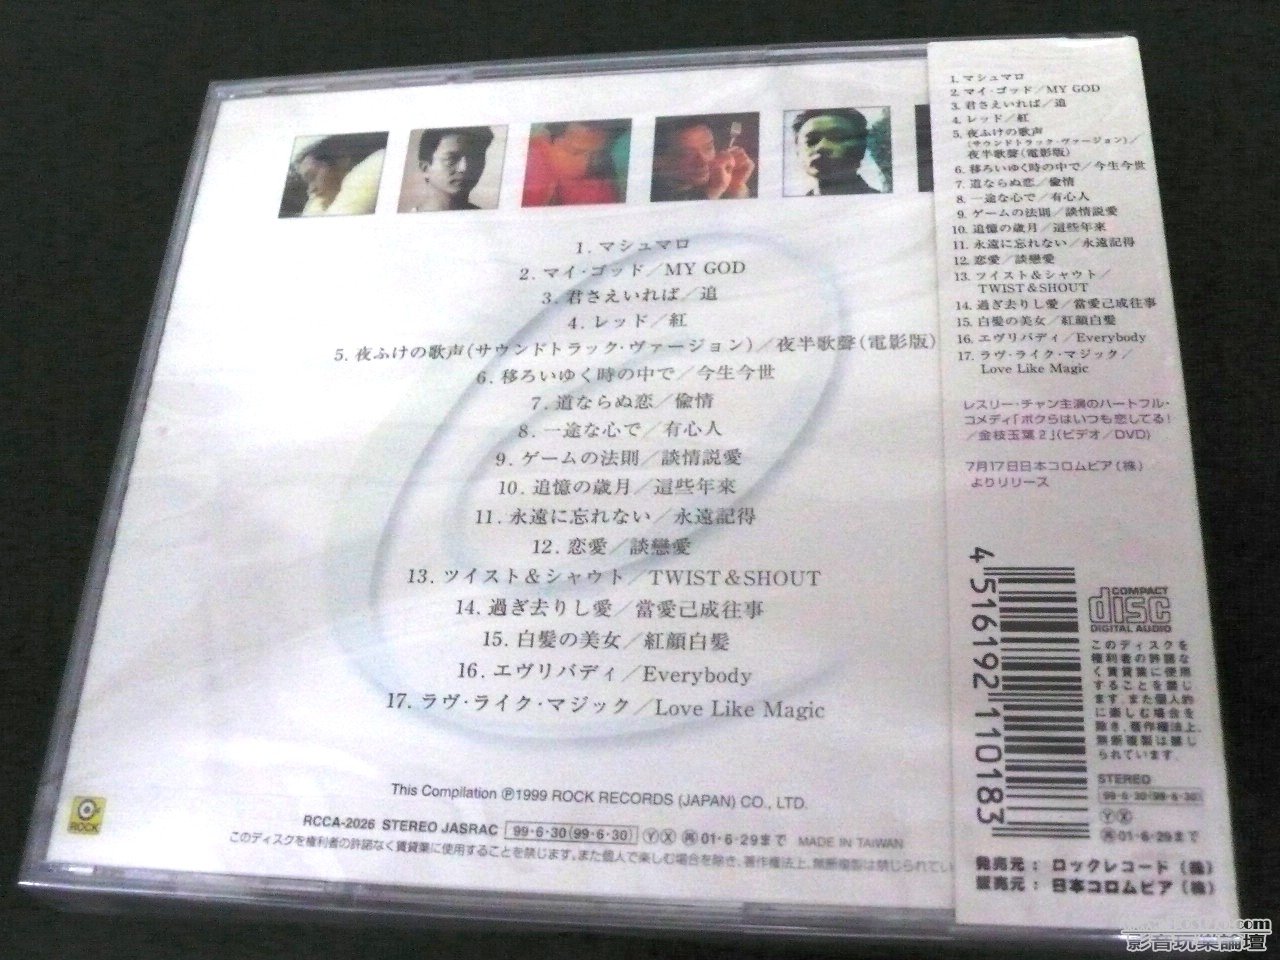 1. マシュマロ
2. マイ・ゴッド／MY GOD
3. 君さえいれば／追
4. レッド／紅
5. 夜ふけの歌声(サウンドトラック・ヴァージョン)／夜半歌聲(電影版)
6. 移ろいゆく時の中で／今生今世
7. 道ならぬ恋／偸情
8. 一途な心で／有心人
9. ゲームの法則／談情説愛
10. 追憶の歳月／這些年来
11. 永遠に忘れない／永遠記得
12. 恋愛／談戀愛
13. ツイスト＆シャウト／TWIST＆SHOUT
14. 過ぎ去りし愛／當愛己成往事
15. 白髪の美女／紅顔白髪
16. エヴリバディ／Everybody
17. ラヴ・ライク・マジック／Love Like Magic
This Compilation Ⓟ1999 ROCK RECORDS (JAPAN) CO., LTD.
ROCK
RCCA-2026 STEREO JASRAC 99・6・30(99・6・30) Ⓨ Ⓧ 01・6・29まで MADE IN TAIWAN
このディスクを権利者の許諾なく賃貸業に使用することを禁じます。また個人で楽しむ場合を除き、著作権法上、無断複製は禁じられてい
1. マシュマロ
2. マイ・ゴッド／MY GOD
3. 君さえいれば／追
4. レッド／紅
5. 夜ふけの歌声
(サウンドトラック・ヴァージョン)／
夜半歌聲(電影版)
6. 移ろいゆく時の中で／今生今世
7. 道ならぬ恋／偸情
8. 一途な心で／有心人
9. ゲームの法則／談情説愛
10. 追憶の歳月／這些年来
11. 永遠に忘れない／永遠記得
12. 恋愛／談戀愛
13. ツイスト＆シャウト／
TWIST＆SHOUT
14. 過ぎ去りし愛／當愛己成往事
15. 白髪の美女／紅顔白髪
16. エヴリバディ／Everybody
17. ラヴ・ライク・マジック／
Love Like Magic
レスリー・チャン主演のハートフル・
コメディ「ボクらはいつも恋してる！
／金枝玉葉2」(ビデオ／DVD)
7月17日日本コロムビア(株)
よりリリース
4516192110183
COMPACT
disc
DIGITAL AUDIO
このディスクを
権利者の許諾な
く賃貸業に使用
することを禁じ
ます。また個人的
に楽しむ場合を
除き、著作権法上、
無断複製は禁じ
られています。
STEREO
99・6・30(99・6・30)
Ⓨ Ⓧ
01・6・29まで
発売元：ロックレコード(株)
販売元：日本コロムビア(株)
影音玩樂論壇